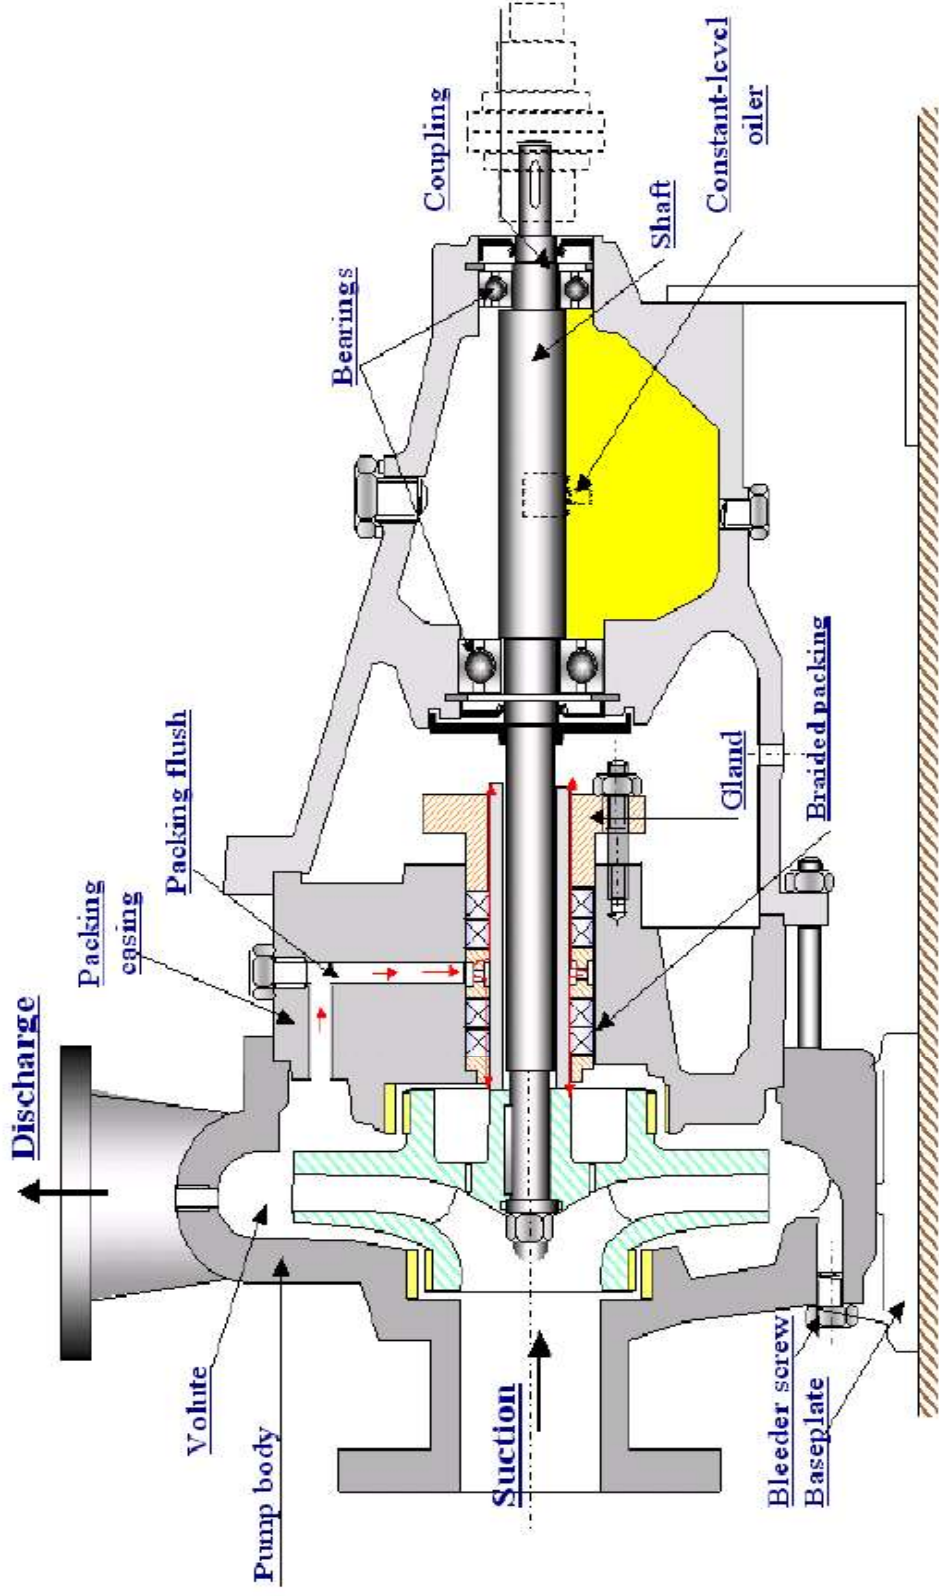 Discharge
Packing
casing
Packing flush
Bearings
Coupling
Shaft
Constant-level
oiler
Volute
Pump body
Suction
Gland
Braided packing
Bleeder screw
Baseplate